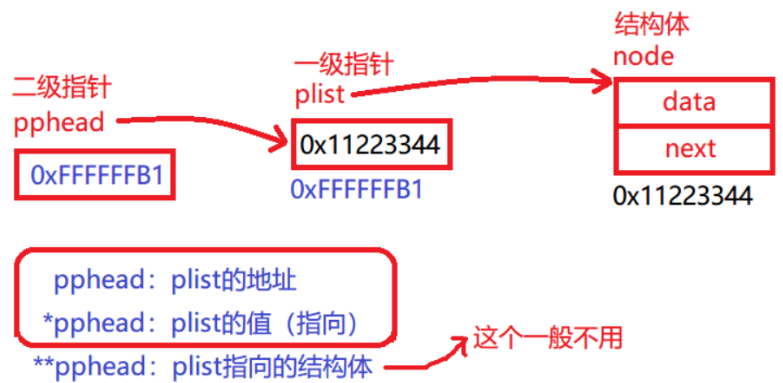 二级指针
pphead
0xFFFFFFB1
一级指针
plist
0x11223344
0xFFFFFFB1
结构体
node
data
next
0x11223344
pphead：plist的地址
*pphead：plist的值（指向）
**pphead：plist指向的结构体
这个一般不用